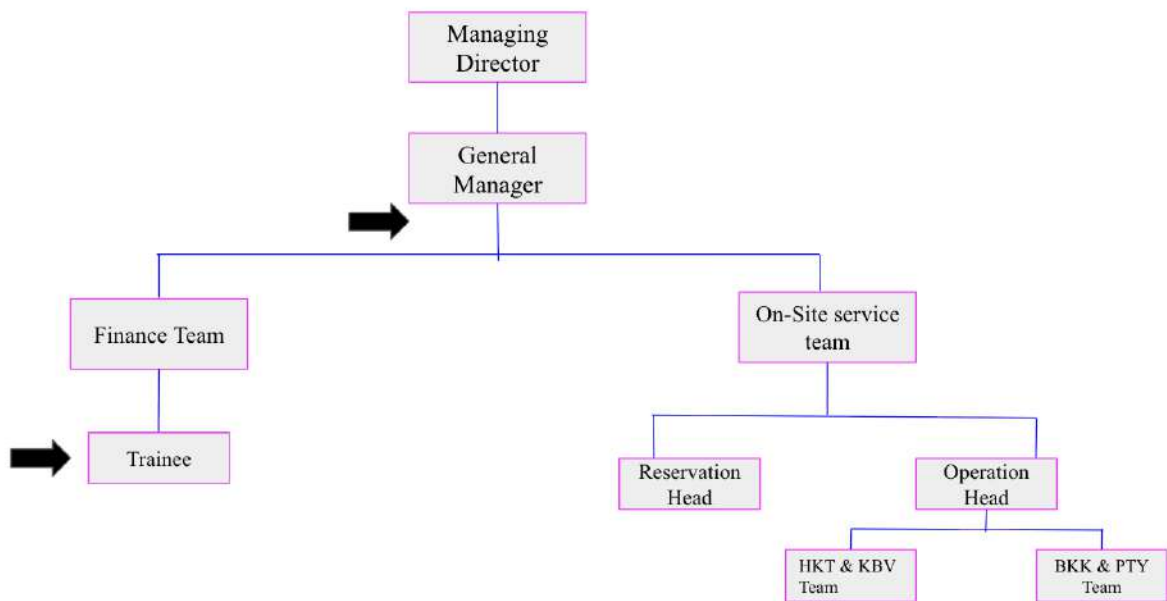 Managing
Director
General
Manager
Finance Team
On-Site service
team
Trainee
Reservation
Head
Operation
Head
HKT & KBV
Team
BKK & PTY
Team